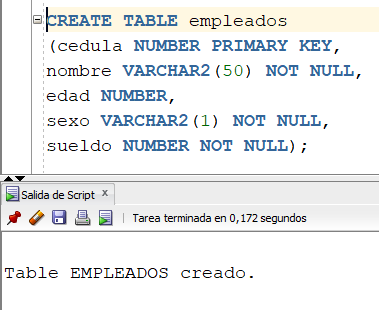 CREATE TABLE empleados
(cedula NUMBER PRIMARY KEY,
nombre VARCHAR2(50) NOT NULL,
edad NUMBER,
sexo VARCHAR2(1) NOT NULL,
sueldo NUMBER NOT NULL);
Salida de Script x
Tarea terminada en 0,172 segundos
Table EMPLEADOS creado.